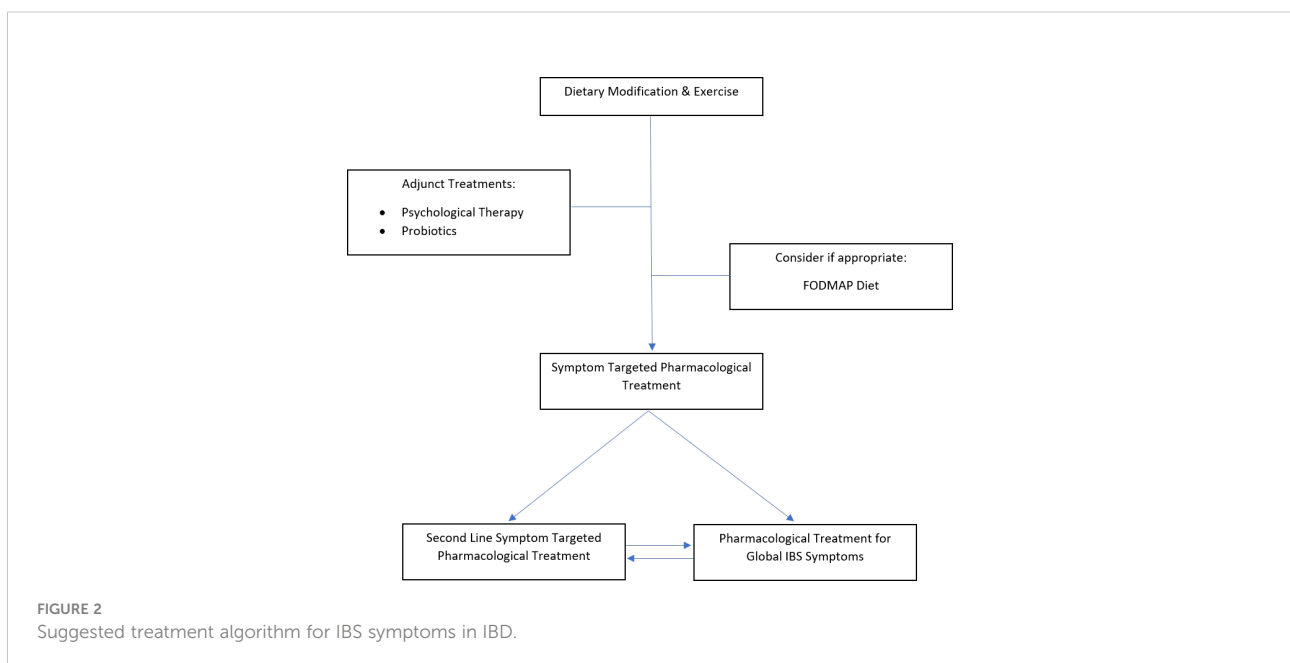 Dietary Modification & Exercise
Adjunct Treatments:
• Psychological Therapy
• Probiotics
Consider if appropriate:
FODMAP Diet
Symptom Targeted Pharmacological
Treatment
Second Line Symptom Targeted
Pharmacological Treatment
Pharmacological Treatment for
Global IBS Symptoms
FIGURE 2
Suggested treatment algorithm for IBS symptoms in IBD.